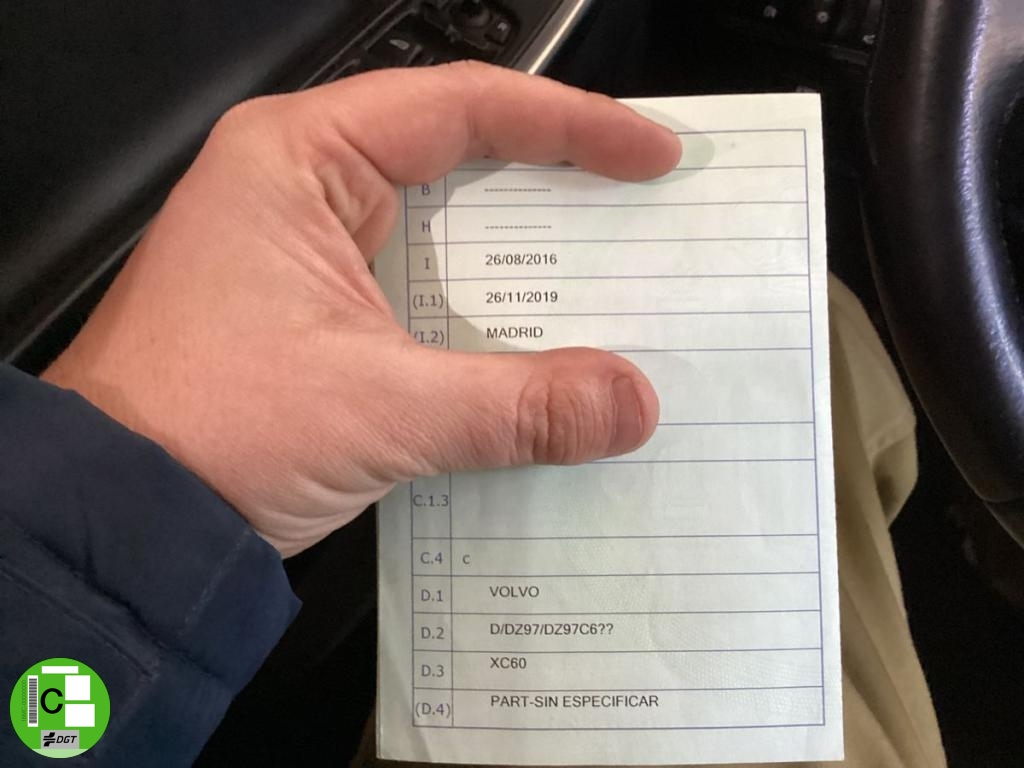 B -------------
H -------------
I 26/08/2016
(I.1) 26/11/2019
(I.2) MADRID
C.1.3
C.4 c
D.1 VOLVO
D.2 D/DZ97/DZ97C6??
D.3 XC60
(D.4) PART-SIN ESPECIFICAR
C
DGT